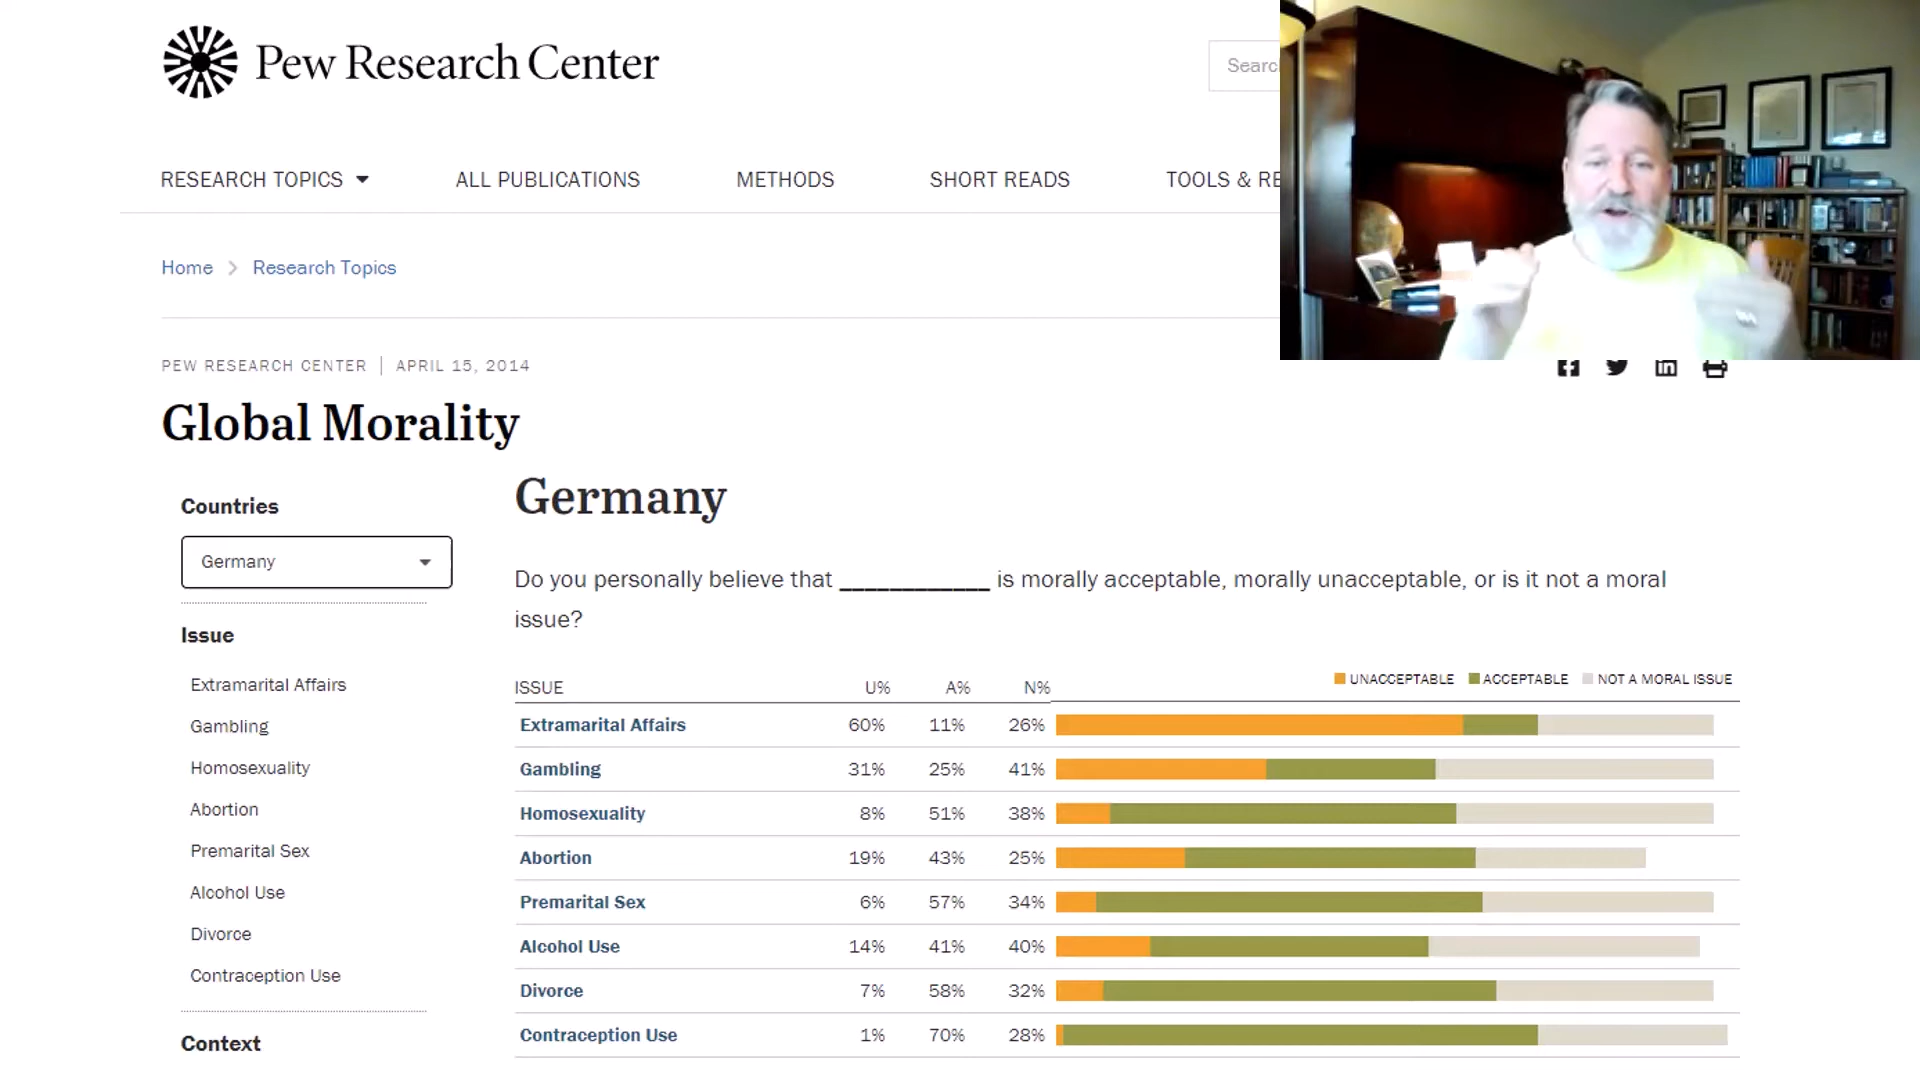 Pew Research Center
Searc
RESEARCH TOPICS
ALL PUBLICATIONS
METHODS
SHORT READS
TOOLS & RE
Home
Research Topics
PEW RESEARCH CENTER | APRIL 15, 2014
Global Morality
Countries
Germany
Issue
Extramarital Affairs
Gambling
Homosexuality
Abortion
Premarital Sex
Alcohol Use
Divorce
Contraception Use
Context
Germany
Do you personally believe that ____________ is morally acceptable, morally unacceptable, or is it not a moral
issue?
UNACCEPTABLE ACCEPTABLE NOT A MORAL ISSUE
ISSUE U% A% N%
Extramarital Affairs 60% 11% 26%
Gambling 31% 25% 41%
Homosexuality 8% 51% 38%
Abortion 19% 43% 25%
Premarital Sex 6% 57% 34%
Alcohol Use 14% 41% 40%
Divorce 7% 58% 32%
Contraception Use 1% 70% 28%